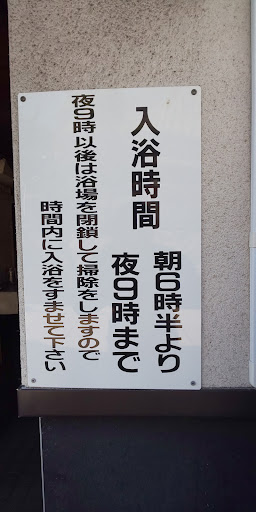 入浴時間
朝6時半より
夜9時まで
夜9時以後は浴場を閉鎖して掃除をしますので
時間内に入浴をすませて下さい